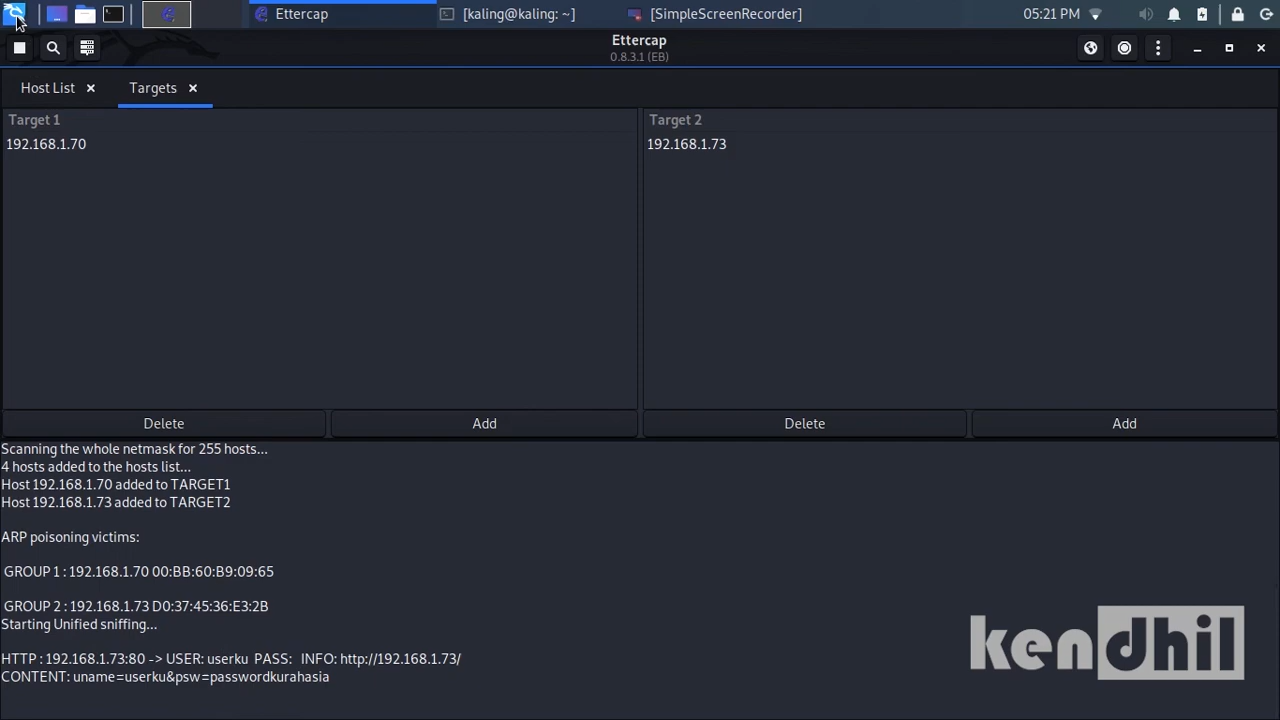 Ettercap
[kaling@kaling: ~]
[SimpleScreenRecorder]
05:21 PM
Ettercap
0.8.3.1 (EB)
Host List
Targets
Target 1
Target 2
192.168.1.70
192.168.1.73
Delete
Add
Delete
Add
Scanning the whole netmask for 255 hosts...
4 hosts added to the hosts list...
Host 192.168.1.70 added to TARGET1
Host 192.168.1.73 added to TARGET2
ARP poisoning victims:
GROUP 1 : 192.168.1.70 00:BB:60:B9:09:65
GROUP 2 : 192.168.1.73 D0:37:45:36:E3:2B
Starting Unified sniffing...
HTTP : 192.168.1.73:80 -> USER: userku PASS: INFO: http://192.168.1.73/
CONTENT: uname=userku&psw=passwordkurahasia
kendhil